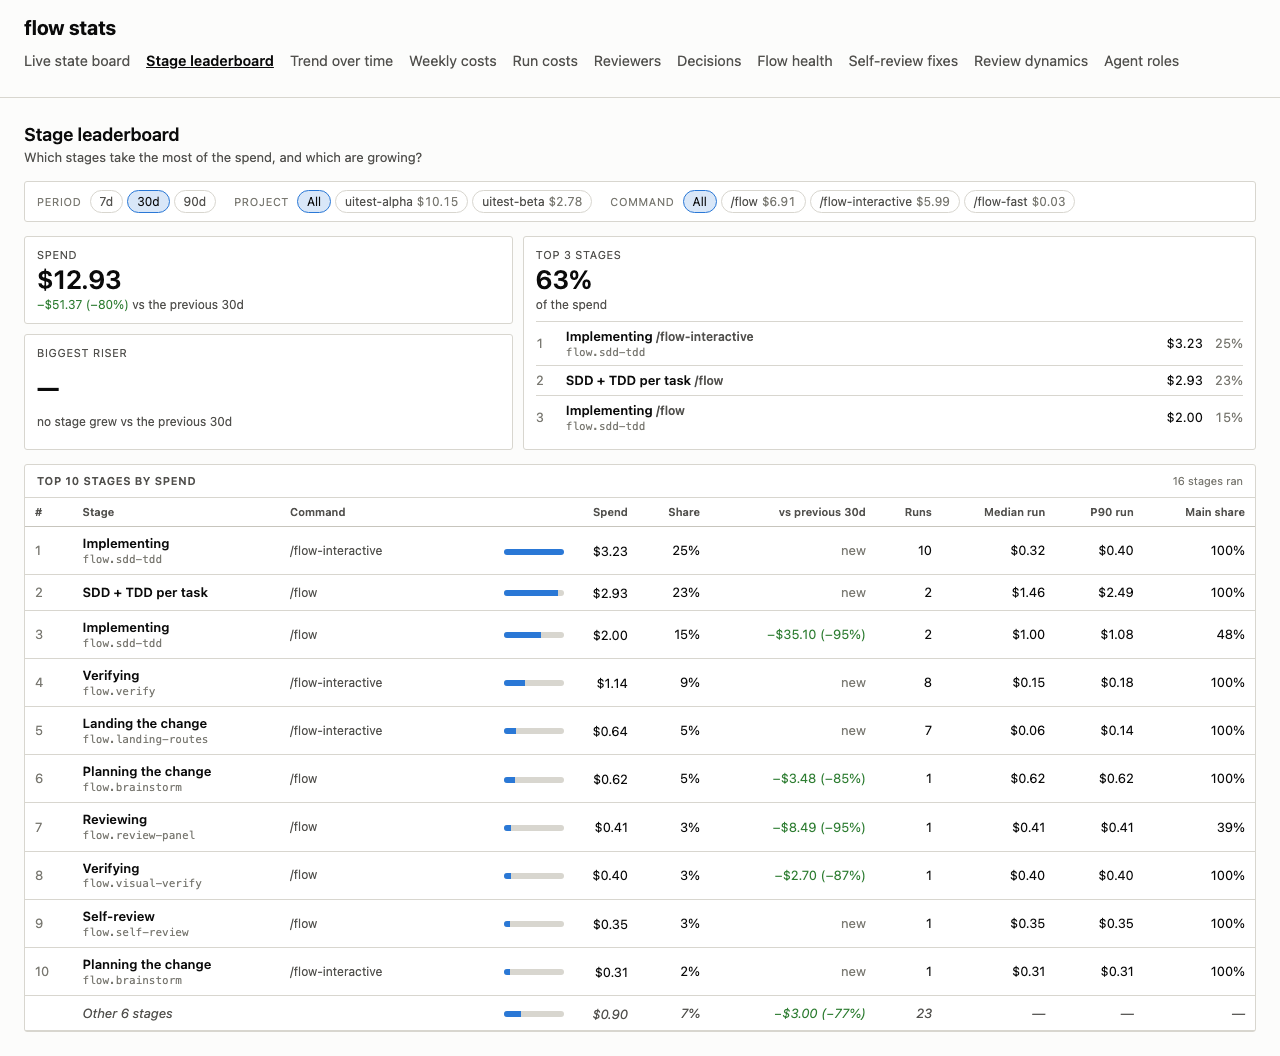 flow stats
Live state board Stage leaderboard Trend over time Weekly costs Run costs Reviewers Decisions Flow health Self-review fixes Review dynamics Agent roles
Stage leaderboard
Which stages take the most of the spend, and which are growing?
PERIOD 7d 30d 90d PROJECT All uitest-alpha $10.15 uitest-beta $2.78 COMMAND All /flow $6.91 /flow-interactive $5.99 /flow-fast $0.03
SPEND
$12.93
−$51.37 (−80%) vs the previous 30d
BIGGEST RISER
—
no stage grew vs the previous 30d
TOP 3 STAGES
63%
of the spend
1 Implementing /flow-interactive $3.23 25%
flow.sdd-tdd
2 SDD + TDD per task /flow $2.93 23%
3 Implementing /flow $2.00 15%
flow.sdd-tdd
TOP 10 STAGES BY SPEND 16 stages ran
# Stage Command Spend Share vs previous 30d Runs Median run P90 run Main share
1 Implementing /flow-interactive $3.23 25% new 10 $0.32 $0.40 100%
flow.sdd-tdd
2 SDD + TDD per task /flow $2.93 23% new 2 $1.46 $2.49 100%
3 Implementing /flow $2.00 15% −$35.10 (−95%) 2 $1.00 $1.08 48%
flow.sdd-tdd
4 Verifying /flow-interactive $1.14 9% new 8 $0.15 $0.18 100%
flow.verify
5 Landing the change /flow-interactive $0.64 5% new 7 $0.06 $0.14 100%
flow.landing-routes
6 Planning the change /flow $0.62 5% −$3.48 (−85%) 1 $0.62 $0.62 100%
flow.brainstorm
7 Reviewing /flow $0.41 3% −$8.49 (−95%) 1 $0.41 $0.41 39%
flow.review-panel
8 Verifying /flow $0.40 3% −$2.70 (−87%) 1 $0.40 $0.40 100%
flow.visual-verify
9 Self-review /flow $0.35 3% new 1 $0.35 $0.35 100%
flow.self-review
10 Planning the change /flow-interactive $0.31 2% new 1 $0.31 $0.31 100%
flow.brainstorm
Other 6 stages $0.90 7% −$3.00 (−77%) 23 — — —